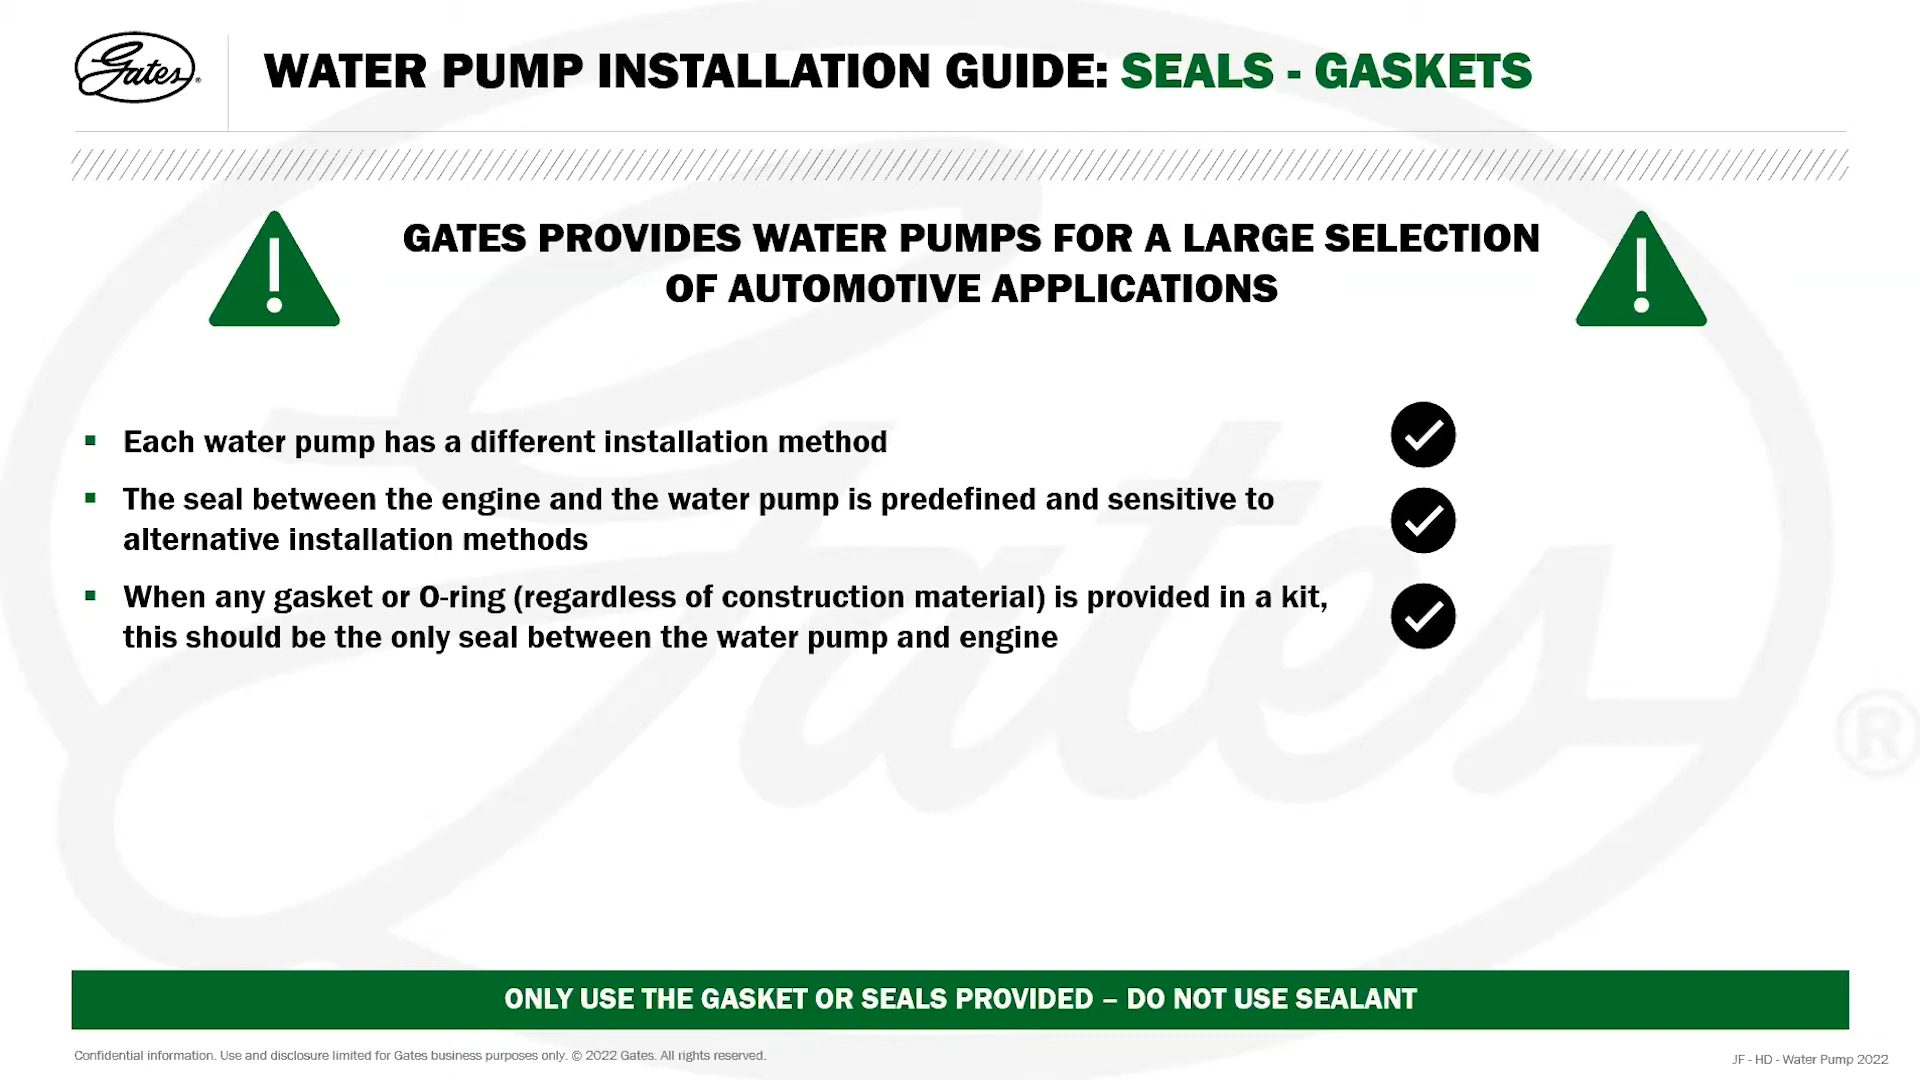 Gates®
WATER PUMP INSTALLATION GUIDE: SEALS - GASKETS
GATES PROVIDES WATER PUMPS FOR A LARGE SELECTION
OF AUTOMOTIVE APPLICATIONS
Each water pump has a different installation method
The seal between the engine and the water pump is predefined and sensitive to
alternative installation methods
When any gasket or O-ring (regardless of construction material) is provided in a kit,
this should be the only seal between the water pump and engine
Gates®
ONLY USE THE GASKET OR SEALS PROVIDED – DO NOT USE SEALANT
Confidential information. Use and disclosure limited for Gates business purposes only. © 2022 Gates. All rights reserved.
JF - HD - Water Pump 2022